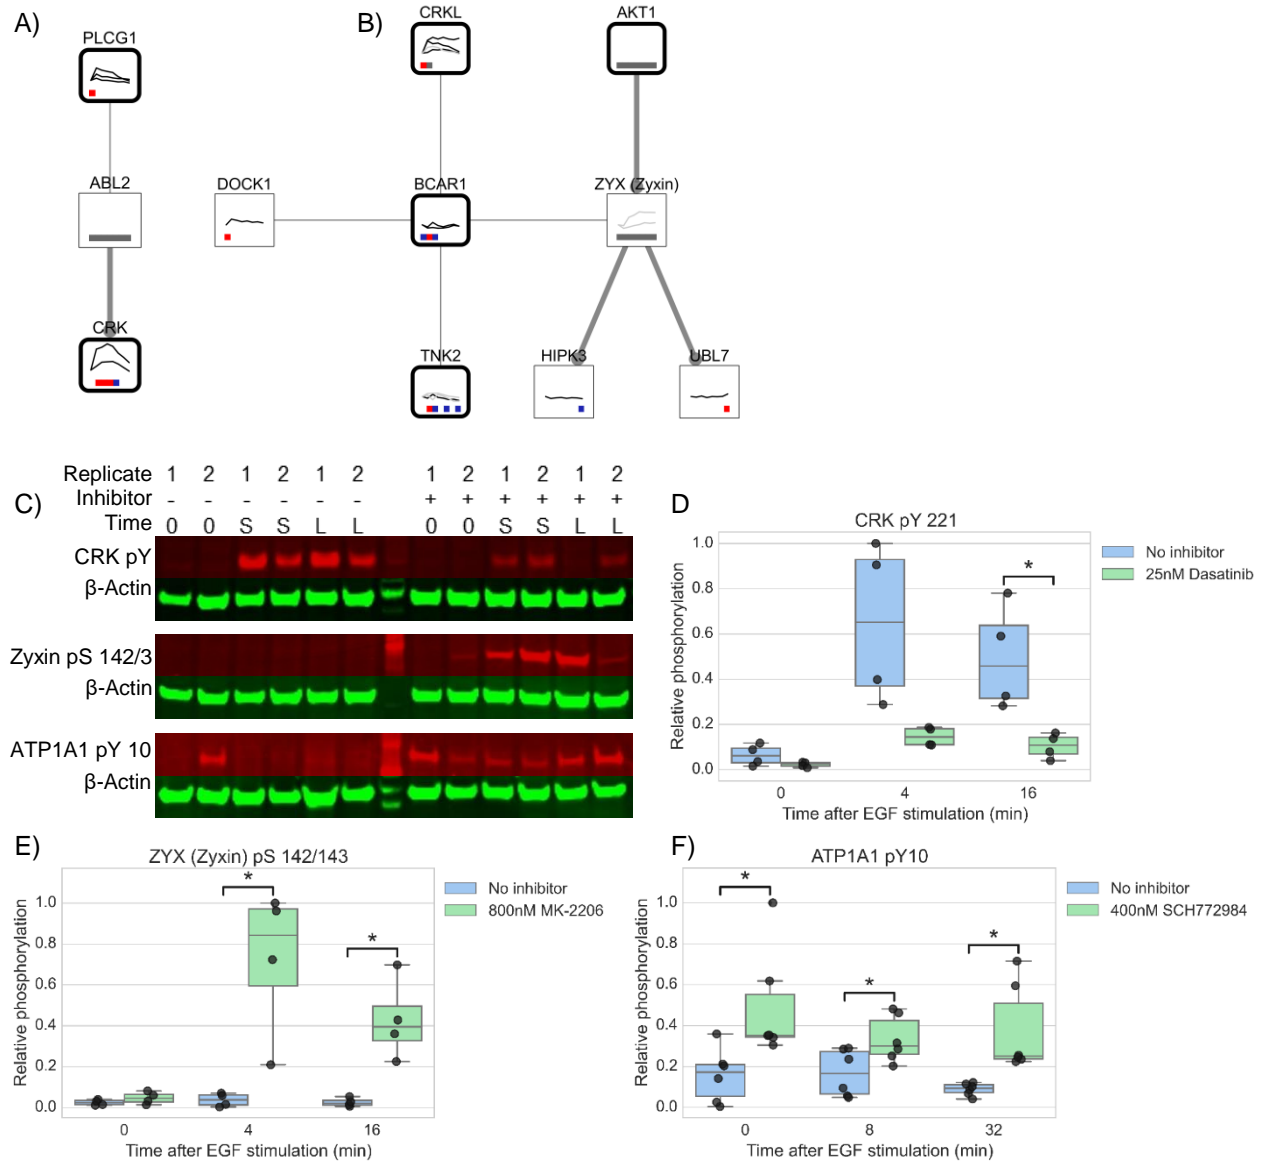 A)
B)
CRKL
AKT1
PLCG1
ABL2
DOCK1
BCAR1
ZYX (Zyxin)
CRK
TNK2
HIPK3
UBL7
C)
Replicate 1 2 1 2 1 2 1 2 1 2 1 2
Inhibitor - - - - - - + + + + + +
Time 0 0 S S L L 0 0 S S L L
CRK pY
β-Actin
Zyxin pS 142/3
β-Actin
ATP1A1 pY 10
β-Actin
D)
CRK pY 221
No inhibitor
25nM Dasatinib
*
Relative phosphorylation
1.0
0.8
0.6
0.4
0.2
0.0
0 4 16
Time after EGF stimulation (min)
E)
ZYX (Zyxin) pS 142/143
No inhibitor
800nM MK-2206
*
*
Relative phosphorylation
1.0
0.8
0.6
0.4
0.2
0.0
0 4 16
Time after EGF stimulation (min)
F)
ATP1A1 pY10
No inhibitor
400nM SCH772984
*
*
*
Relative phosphorylation
1.0
0.8
0.6
0.4
0.2
0.0
0 8 32
Time after EGF stimulation (min)